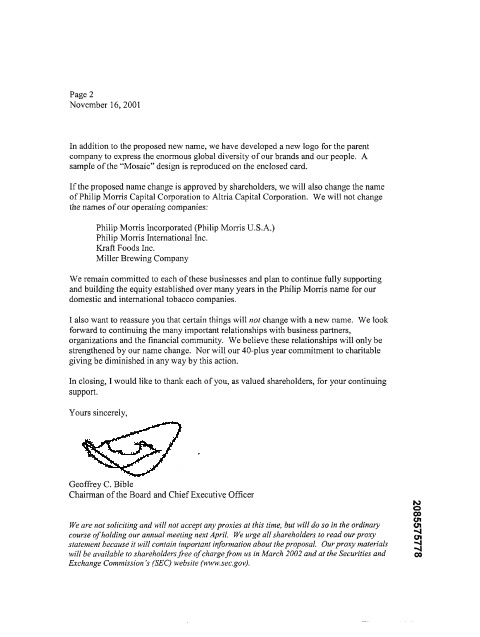 Page 2
November 16, 2001
In addition to the proposed new name, we have developed a new logo for the parent
company to express the enormous global diversity of our brands and our people. A
sample of the "Mosaic" design is reproduced on the enclosed card.
If the proposed name change is approved by shareholders, we will also change the name
of Philip Morris Capital Corporation to Altria Capital Corporation. We will not change
the names of our operating companies:
Philip Morris Incorporated (Philip Morris U.S.A.)
Philip Morris International Inc.
Kraft Foods Inc.
Miller Brewing Company
We remain committed to each of these businesses and plan to continue fully supporting
and building the equity established over many years in the Philip Morris name for our
domestic and international tobacco companies.
I also want to reassure you that certain things will not change with a new name. We look
forward to continuing the many important relationships with business partners,
organizations and the financial community. We believe these relationships will only be
strengthened by our name change. Nor will our 40-plus year commitment to charitable
giving be diminished in any way by this action.
In closing, I would like to thank each of you, as valued shareholders, for your continuing
support.
Yours sincerely,
Geoffrey C. Bible
Chairman of the Board and Chief Executive Officer
We are not soliciting and will not accept any proxies at this time, but will do so in the ordinary
course of holding our annual meeting next April. We urge all shareholders to read our proxy
statement because it will contain important information about the proposal. Our proxy materials
will be available to shareholders free of charge from us in March 2002 and at the Securities and
Exchange Commission's (SEC) website (www.sec.gov).
2085575778